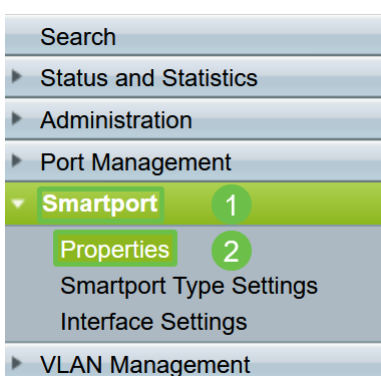 Search
Status and Statistics
Administration
Port Management
Smartport 1
Properties 2
Smartport Type Settings
Interface Settings
VLAN Management